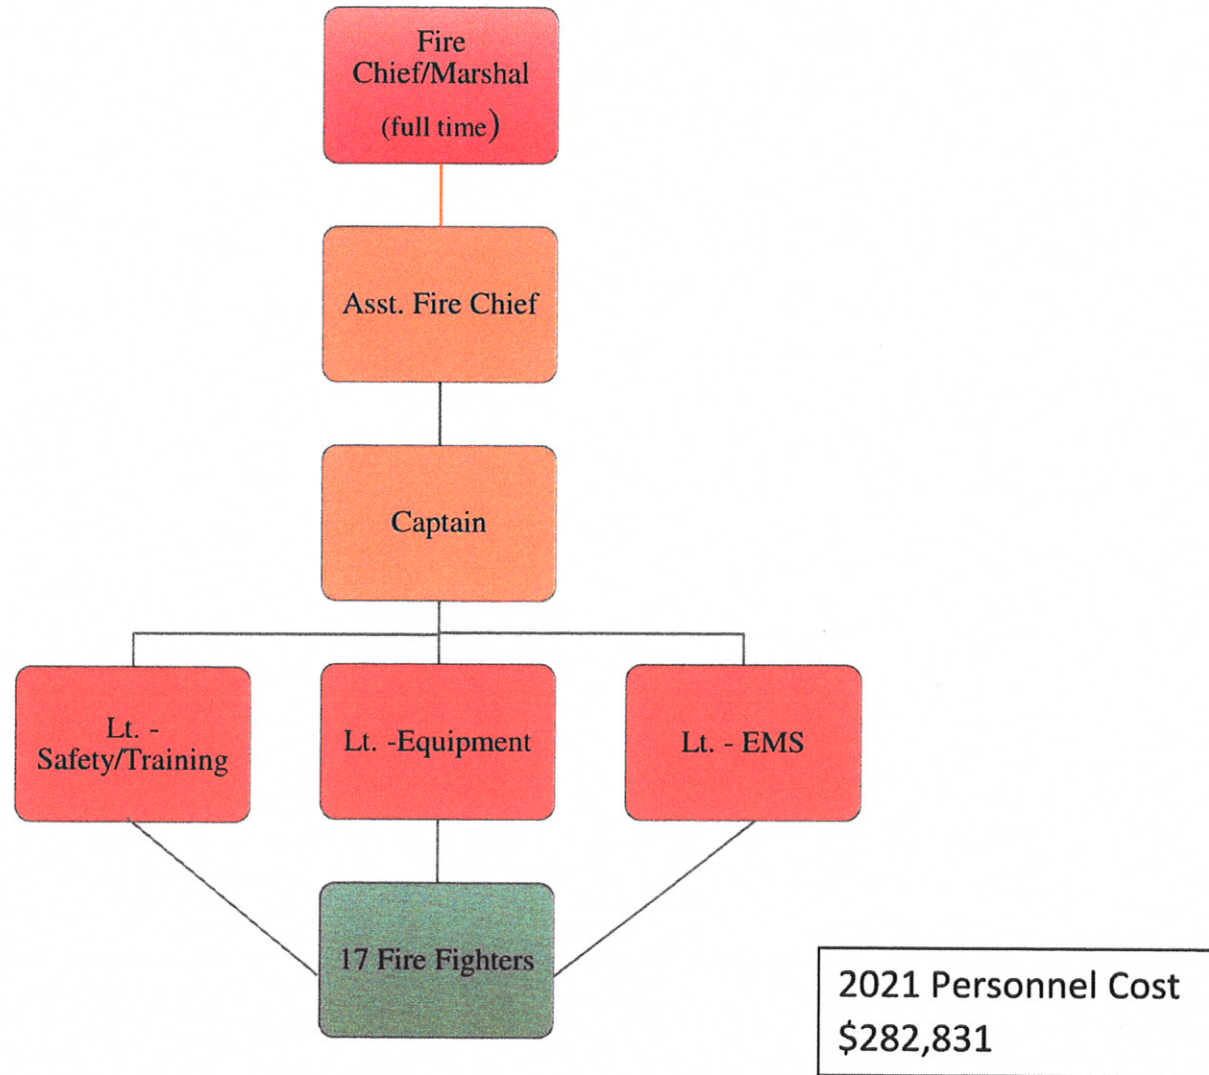 Fire
Chief/Marshal
(full time)
Asst. Fire Chief
Captain
Lt. -
Safety/Training
Lt. -Equipment
Lt. - EMS
17 Fire Fighters
2021 Personnel Cost
$282,831